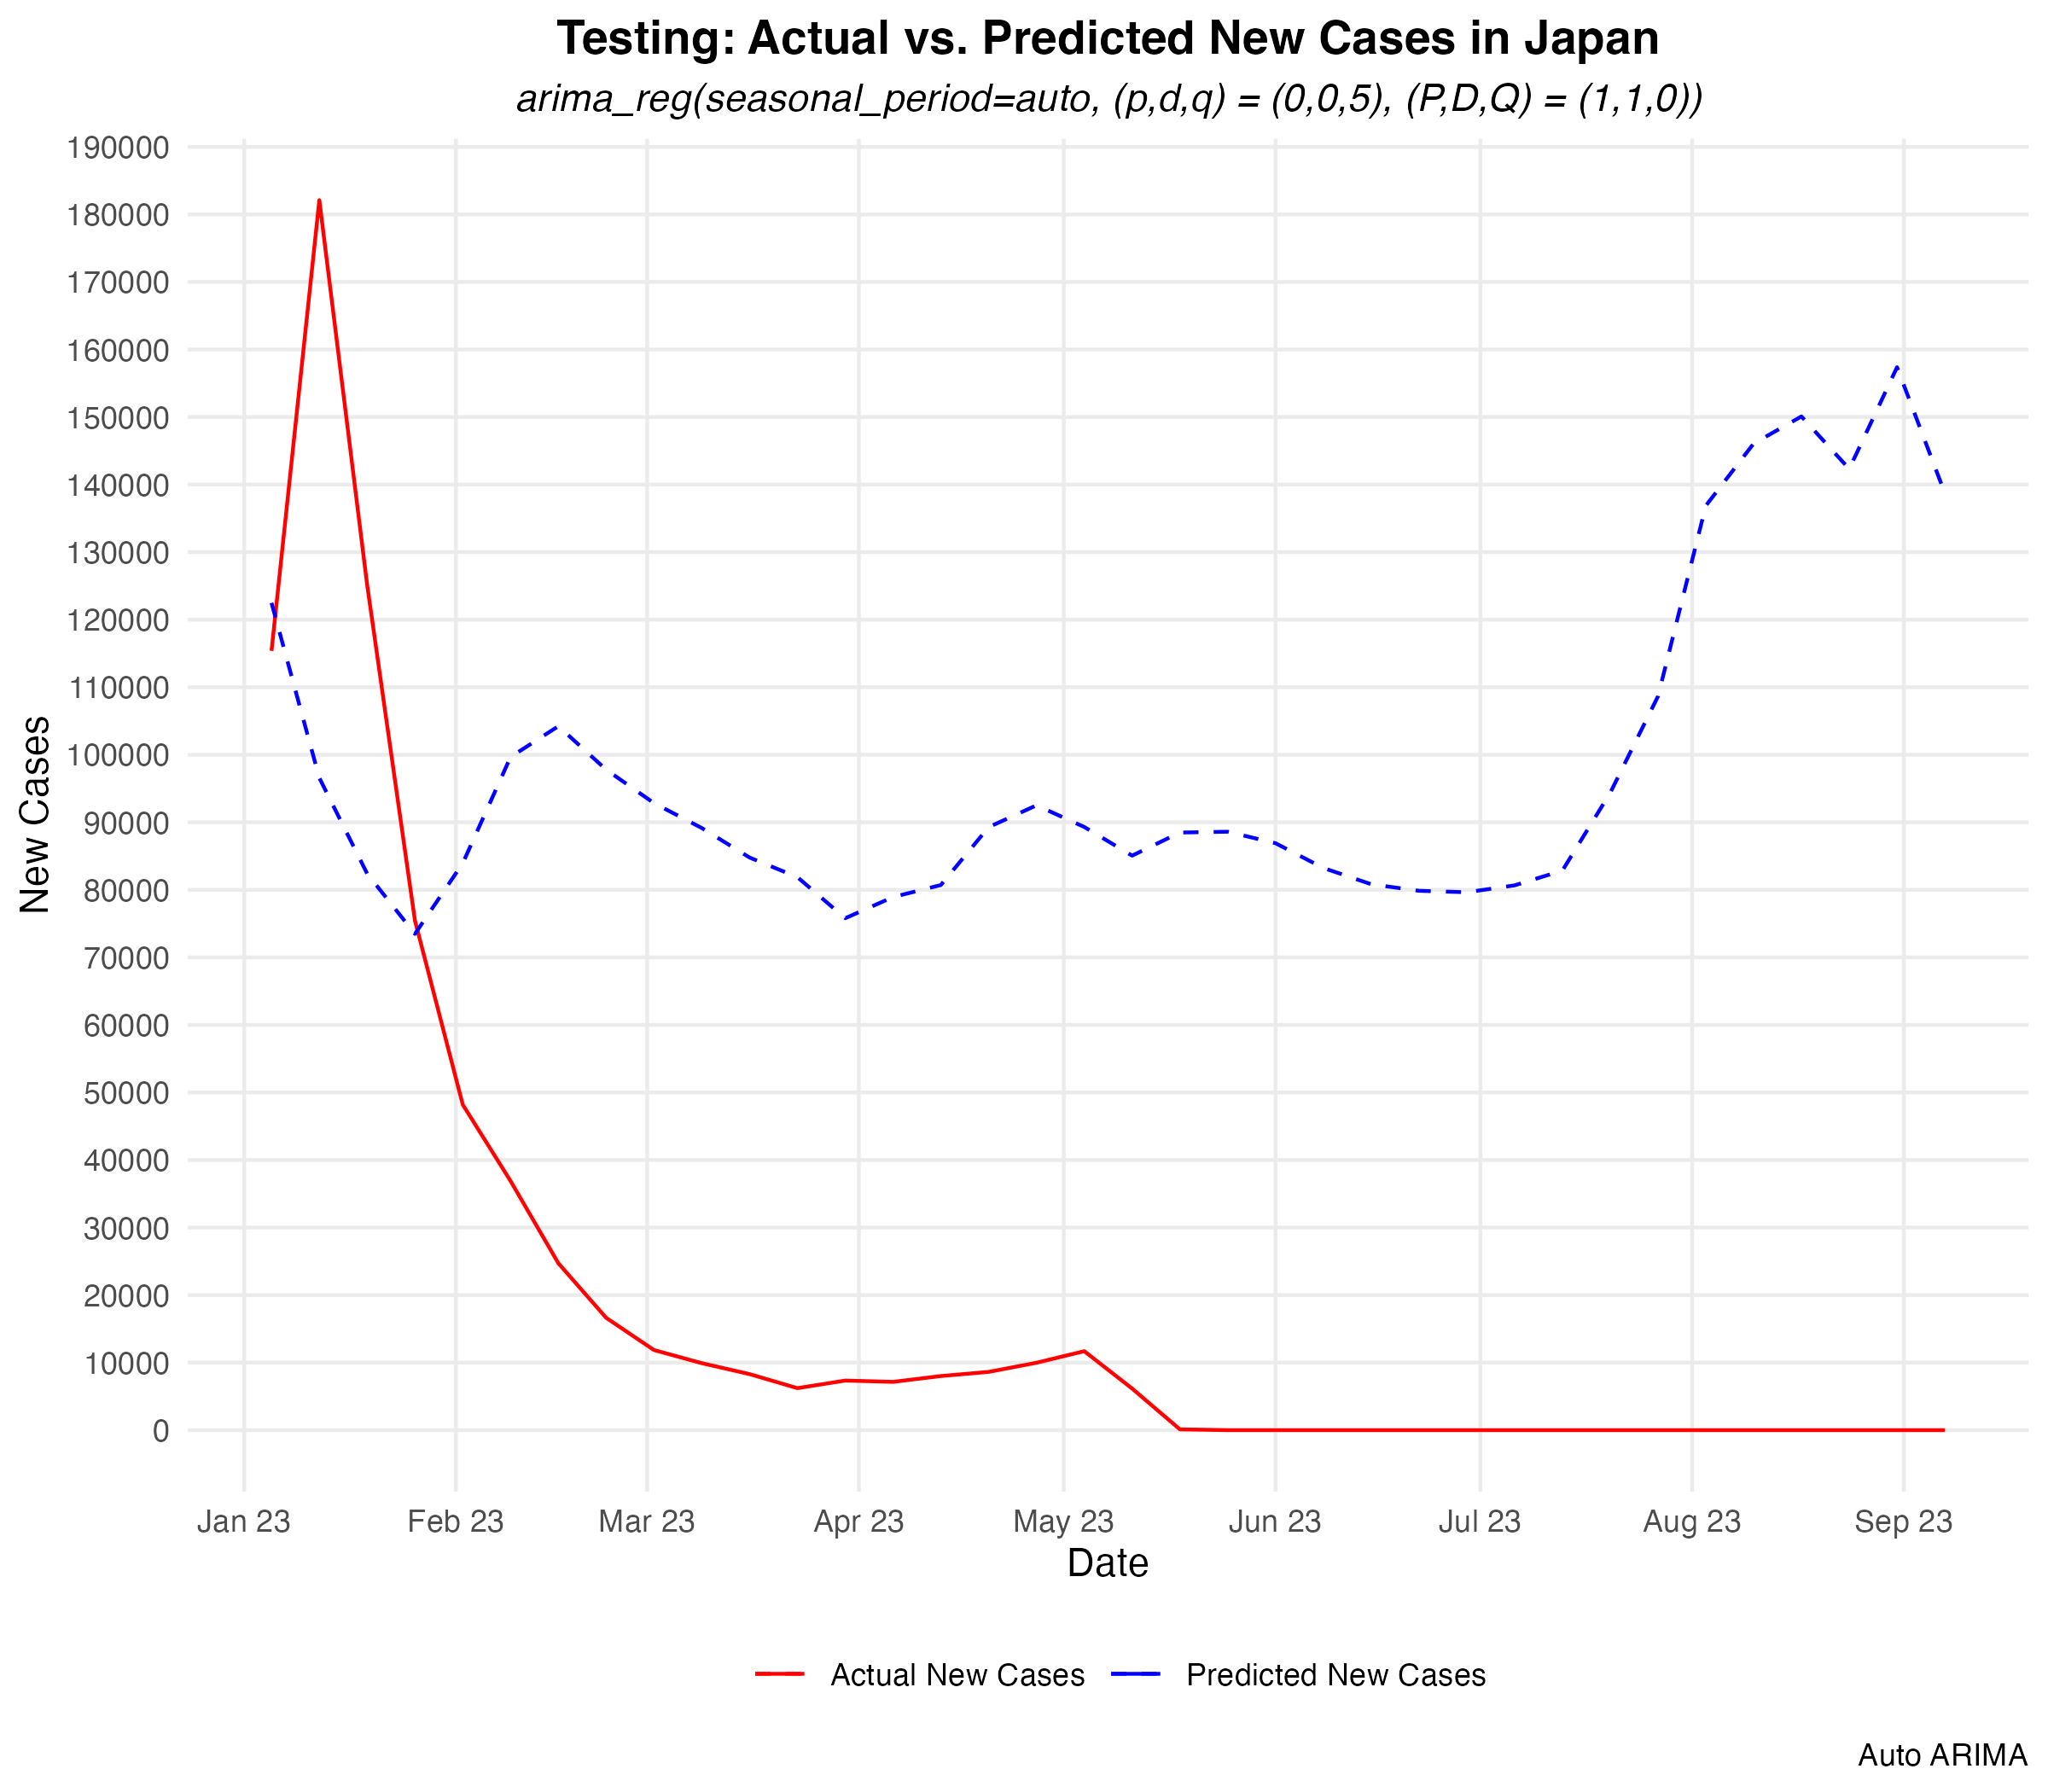 Testing: Actual vs. Predicted New Cases in Japan
arima_reg(seasonal_period=auto, (p,d,q) = (0,0,5), (P,D,Q) = (1,1,0))
New Cases
190000
180000
170000
160000
150000
140000
130000
120000
110000
100000
90000
80000
70000
60000
50000
40000
30000
20000
10000
0
Jan 23 Feb 23 Mar 23 Apr 23 May 23 Jun 23 Jul 23 Aug 23 Sep 23
Date
Actual New Cases Predicted New Cases
Auto ARIMA